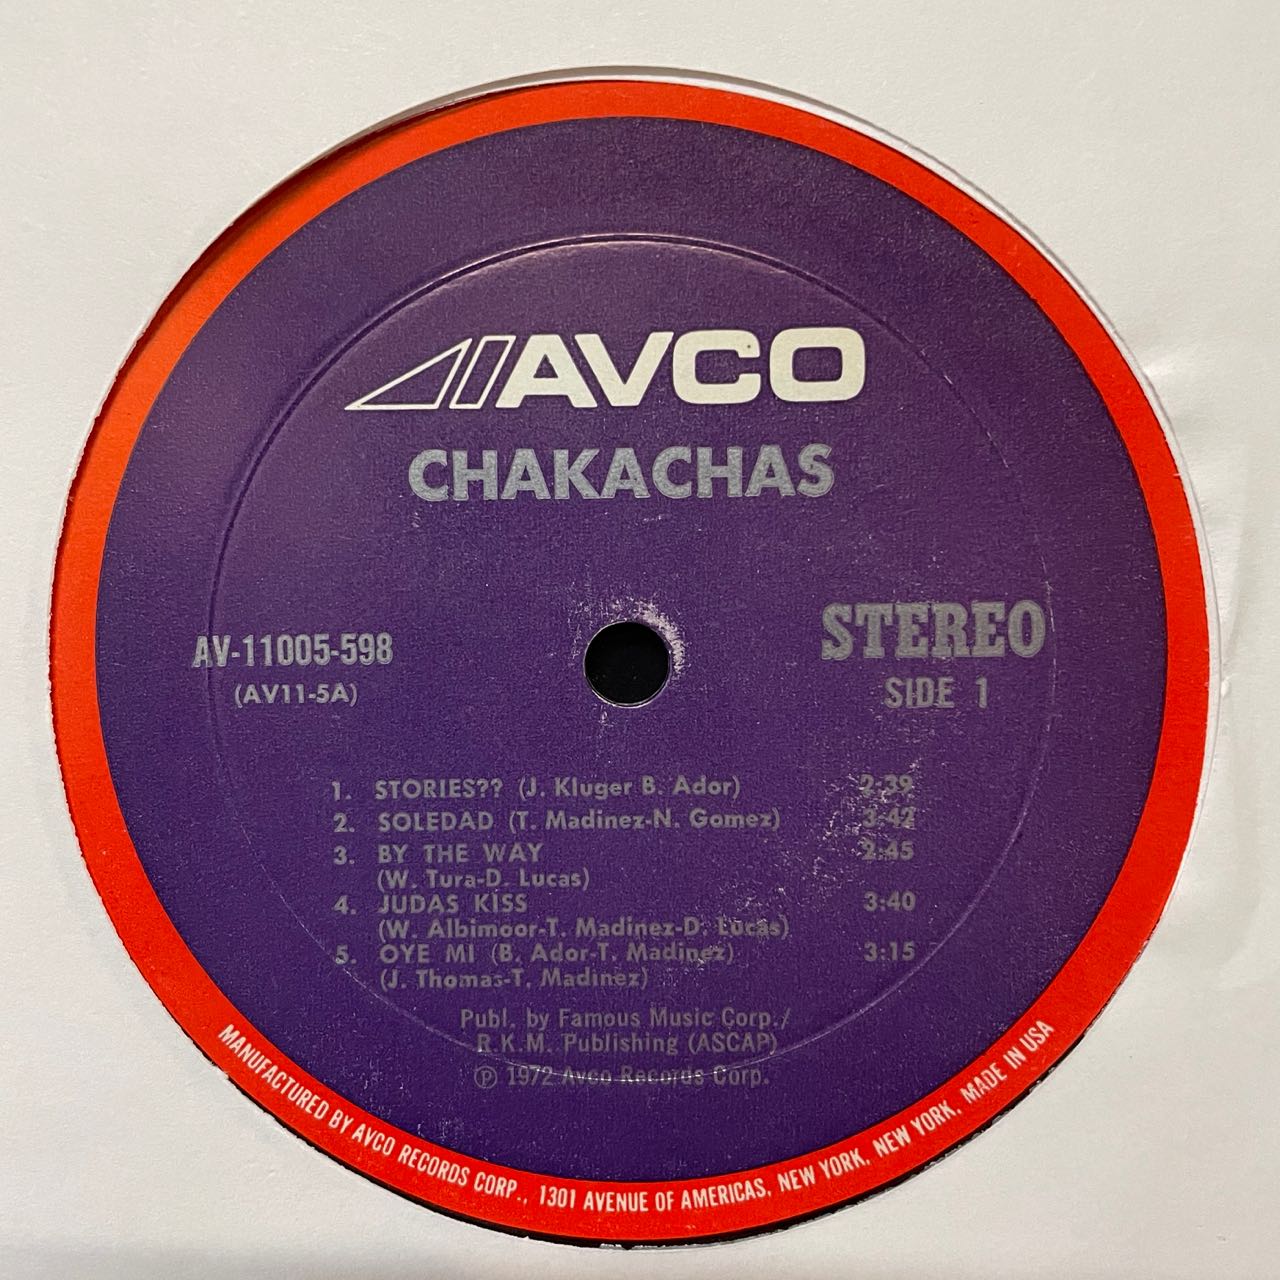 AVCO
CHAKACHAS
AV-11005-598
(AV11-5A)
STEREO
SIDE 1
1. STORIES?? (J. Kluger B. Ador) 2:39
2. SOLEDAD (T. Madinez-N. Gomez) 3:42
3. BY THE WAY 2:45
(W. Tura-D. Lucas)
4. JUDAS KISS 3:40
(W. Albimoor-T. Madinez-D. Lucas)
5. OYE MI (B. Ador-T. Madinez) 3:15
(J. Thomas-T. Madinez)
Publ. by Famous Music Corp./
R.K.M. Publishing (ASCAP)
℗ 1972 Avco Records Corp.
MANUFACTURED BY AVCO RECORDS CORP., 1301 AVENUE OF AMERICAS, NEW YORK, NEW YORK, MADE IN USA